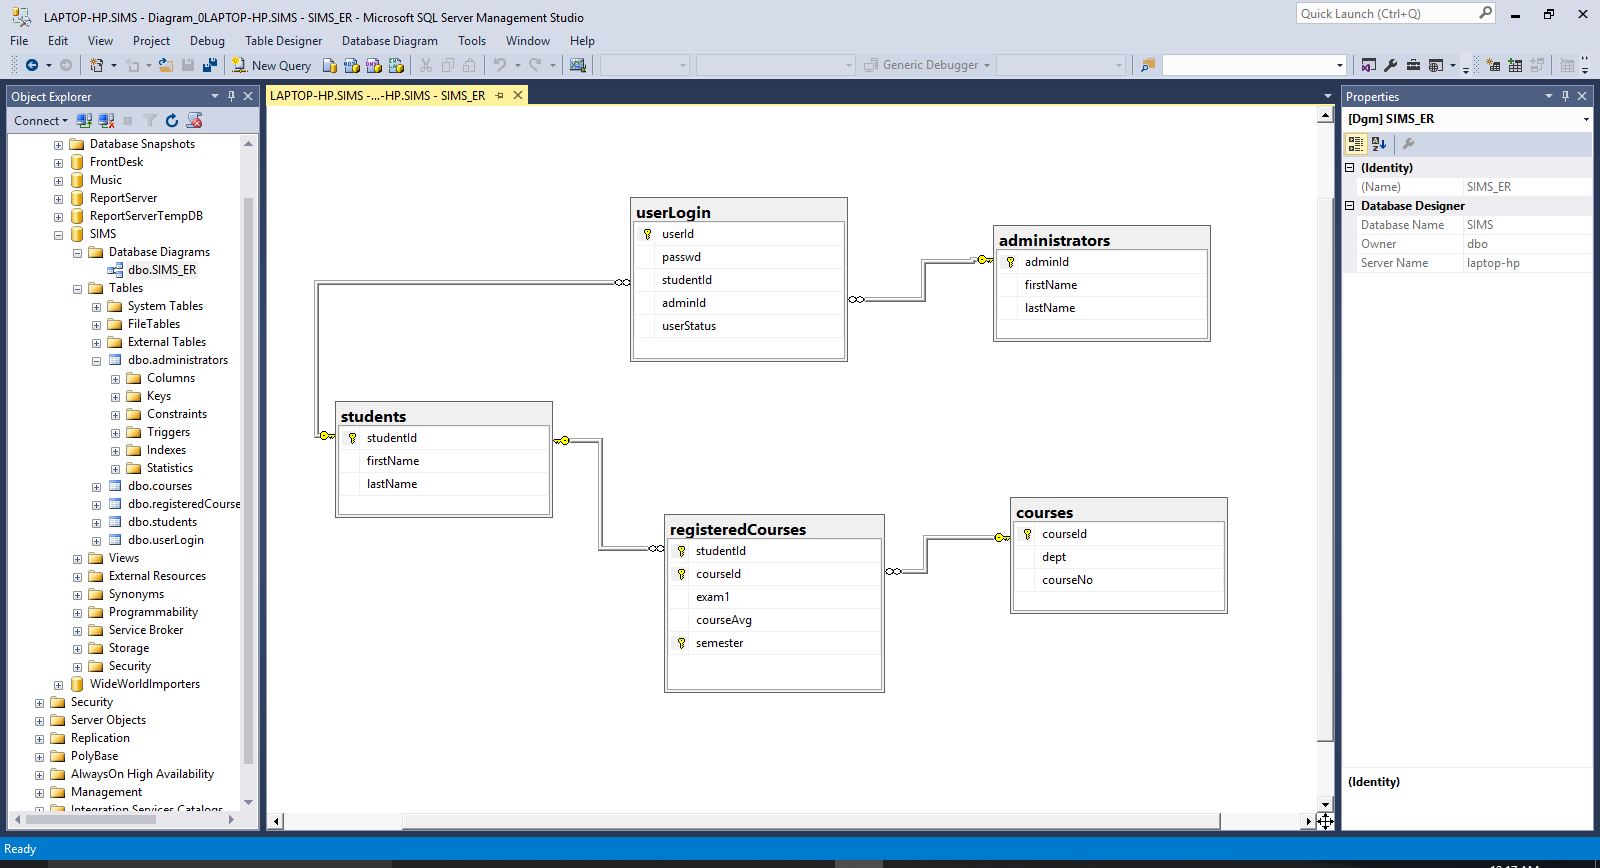 LAPTOP-HP.SIMS - Diagram_0LAPTOP-HP.SIMS - SIMS_ER - Microsoft SQL Server Management Studio
Quick Launch (Ctrl+Q)
File Edit View Project Debug Table Designer Database Diagram Tools Window Help
New Query
Generic Debugger
Object Explorer
Connect
Database Snapshots
FrontDesk
Music
ReportServer
ReportServerTempDB
SIMS
Database Diagrams
dbo.SIMS_ER
Tables
System Tables
FileTables
External Tables
dbo.administrators
Columns
Keys
Constraints
Triggers
Indexes
Statistics
dbo.courses
dbo.registeredCourse
dbo.students
dbo.userLogin
Views
External Resources
Synonyms
Programmability
Service Broker
Storage
Security
WideWorldImporters
Security
Server Objects
Replication
PolyBase
AlwaysOn High Availability
Management
Integration Services Catalogs
LAPTOP-HP.SIMS -...-HP.SIMS - SIMS_ER
userLogin
userId
passwd
studentId
adminId
userStatus
administrators
adminId
firstName
lastName
students
studentId
firstName
lastName
registeredCourses
studentId
courseId
exam1
courseAvg
semester
courses
courseId
dept
courseNo
Properties
[Dgm] SIMS_ER
(Identity)
(Name) SIMS_ER
Database Designer
Database Name SIMS
Owner dbo
Server Name laptop-hp
(Identity)
Ready